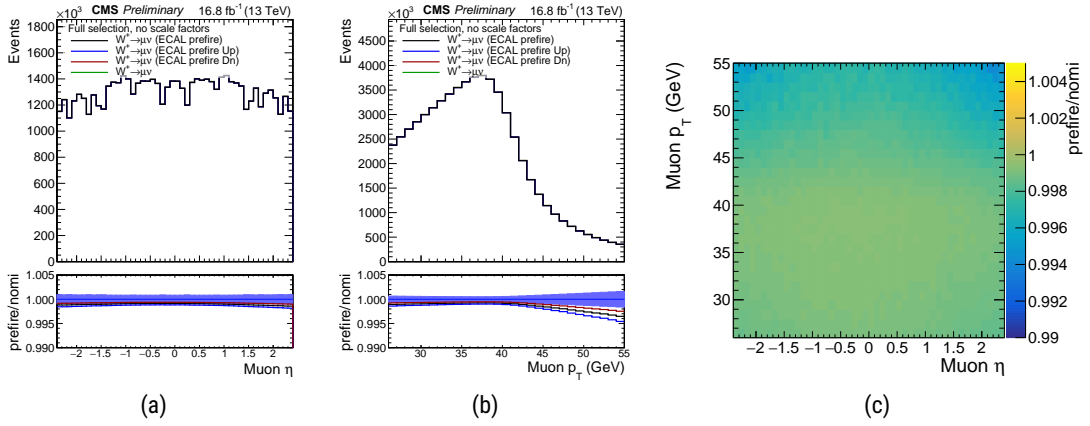 CMS Preliminary 16.8 fb⁻¹ (13 TeV)
×10³
Events
Full selection, no scale factors
W⁺→μν (ECAL prefire)
W⁺→μν (ECAL prefire Up)
W⁺→μν (ECAL prefire Dn)
W⁺→μν
1800
1600
1400
1200
1000
800
600
400
200
0
prefire/nomi
1.005
1.000
0.995
0.990
−2 −1.5 −1 −0.5 0 0.5 1 1.5 2
Muon η
(a)
CMS Preliminary 16.8 fb⁻¹ (13 TeV)
×10³
Events
Full selection, no scale factors
W⁺→μν (ECAL prefire)
W⁺→μν (ECAL prefire Up)
W⁺→μν (ECAL prefire Dn)
W⁺→μν
4500
4000
3500
3000
2500
2000
1500
1000
500
0
prefire/nomi
1.005
1.000
0.995
0.990
30 35 40 45 50 55
Muon p_T (GeV)
(b)
Muon p_T (GeV)
55
50
45
40
35
30
−2 −1.5 −1 −0.5 0 0.5 1 1.5 2
Muon η
1.004
1.002
1
0.998
0.996
0.994
0.992
0.99
prefire/nomi
(c)